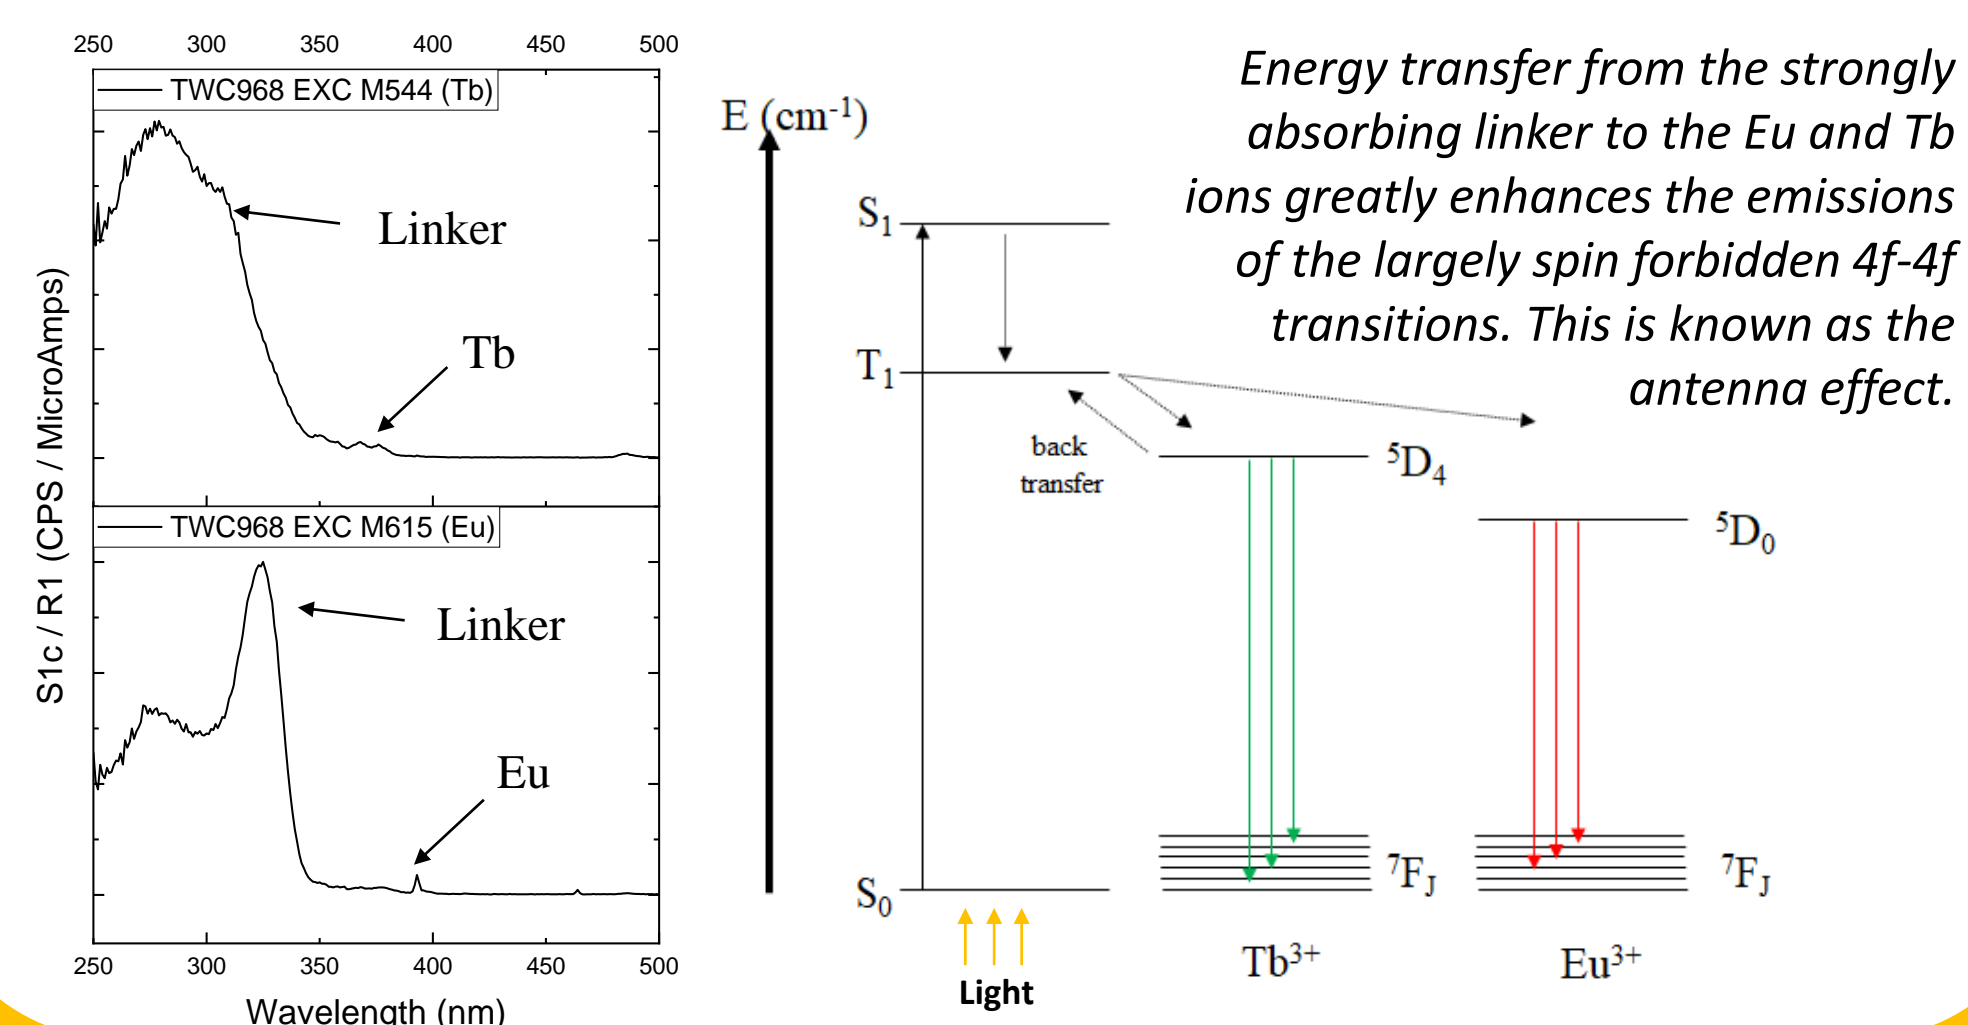 250 300 350 400 450 500
TWC968 EXC M544 (Tb)
Linker
Tb
TWC968 EXC M615 (Eu)
Linker
Eu
S1c / R1 (CPS / MicroAmps)
250 300 350 400 450 500
Wavelength (nm)
E (cm⁻¹)
S₁
T₁
back
transfer
⁵D₄
⁵D₀
⁷F_J
⁷F_J
S₀
Tb³⁺
Eu³⁺
Light
Energy transfer from the strongly
absorbing linker to the Eu and Tb
ions greatly enhances the emissions
of the largely spin forbidden 4f-4f
transitions. This is known as the
antenna effect.